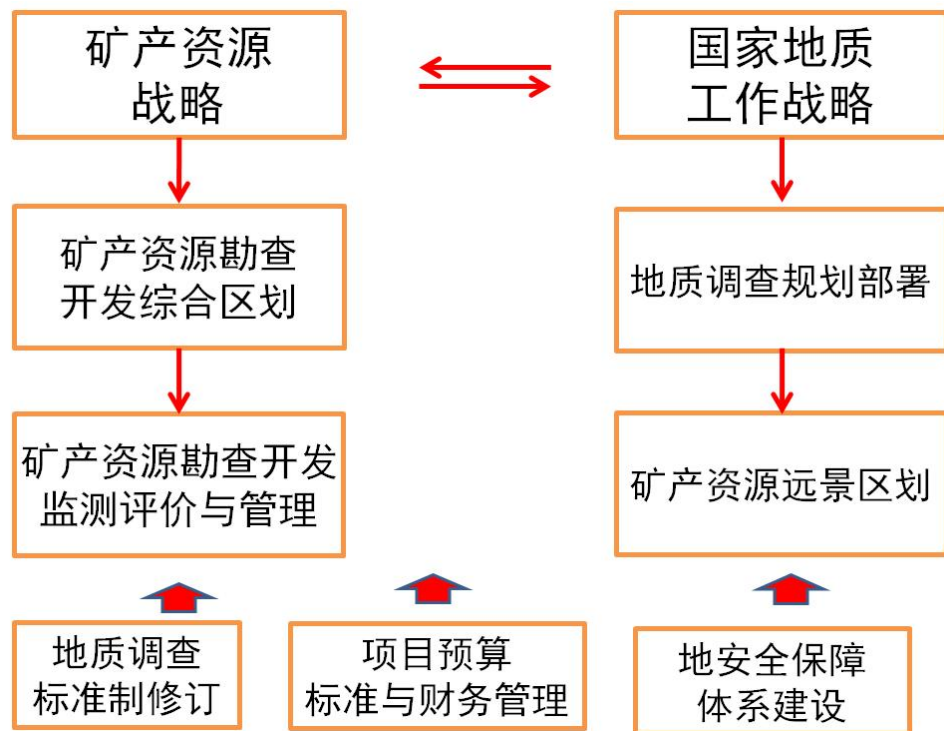 矿产资源
战略
国家地质
工作战略
矿产资源勘查
开发综合区划
地质调查规划部署
矿产资源勘查开发
监测评价与管理
矿产资源远景区划
地质调查
标准制修订
项目预算
标准与财务管理
地安全保障
体系建设